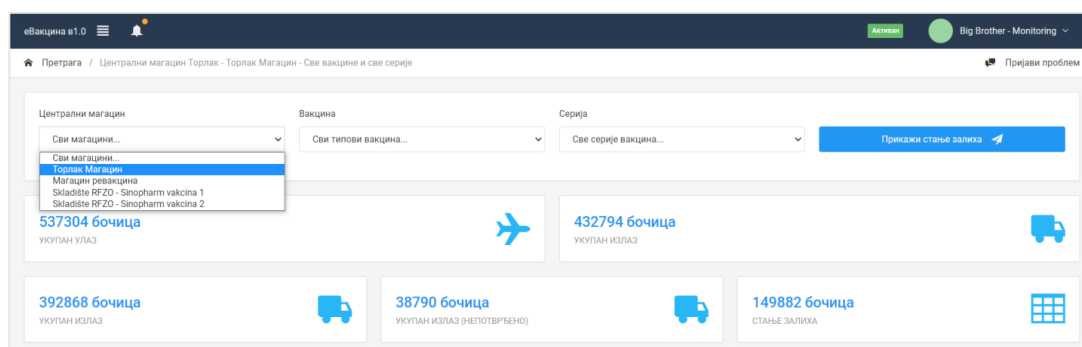 еВакцина в1.0
Активан
Big Brother - Monitoring
Претрага / Централни магацин Торлак - Торлак Магацин - Све вакцине и све серије
Пријави проблем
Централни магацин
Вакцина
Серија
Сви магацини...
Сви типови вакцина...
Све серије вакцина...
Прикажи стање залиха
Сви магацини...
Торлак Магацин
Магацин ревакцина
Skladište RFZO - Sinopharm vakcina 1
Skladište RFZO - Sinopharm vakcina 2
537304 бочица
УКУПАН УЛАЗ
432794 бочица
УКУПАН ИЗЛАЗ
392868 бочица
УКУПАН ИЗЛАЗ
38790 бочица
УКУПАН ИЗЛАЗ (НЕПОТВРЂЕНО)
149882 бочица
СТАЊЕ ЗАЛИХА